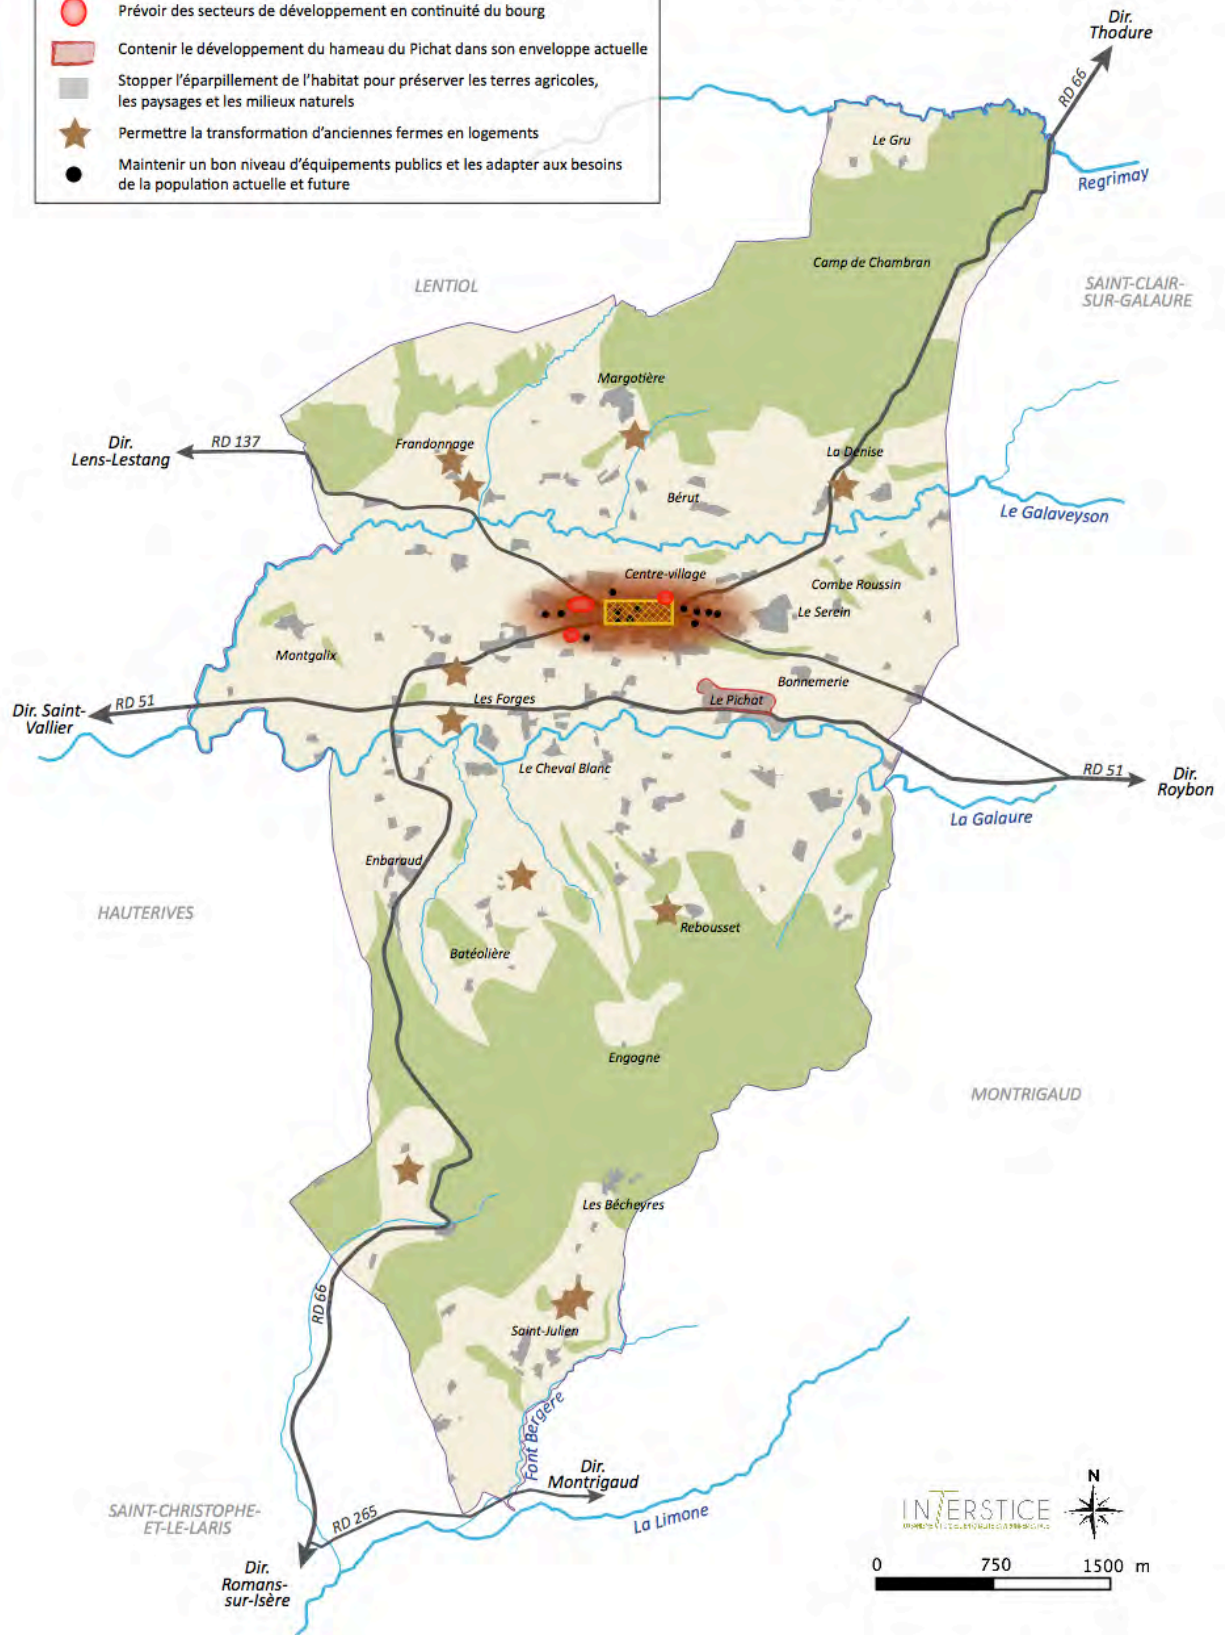 Prévoir des secteurs de développement en continuité du bourg
Contenir le développement du hameau du Pichat dans son enveloppe actuelle
Stopper l'éparpillement de l'habitat pour préserver les terres agricoles,
les paysages et les milieux naturels
Permettre la transformation d'anciennes fermes en logements
Maintenir un bon niveau d'équipements publics et les adapter aux besoins
de la population actuelle et future
Dir.
Thodure
RD 66
Le Gru
Regrimay
Camp de Chambran
LENTIOL
SAINT-CLAIR-
SUR-GALAURE
Margotière
Dir.
Lens-Lestang
RD 137
Frandonnage
La Denise
Bérut
Le Galaveyson
Centre-village
Combe Roussin
Le Serein
Montgalix
Bonnemerie
Dir. Saint-
Vallier
RD 51
Les Forges
Le Pichat
Le Cheval Blanc
RD 51
Dir.
Roybon
La Galaure
Enbaraud
HAUTERIVES
Rebousset
Batéolière
Engogne
MONTRIGAUD
Les Bécheyres
RD 66
Saint-Julien
Font Bergère
Dir.
Montrigaud
SAINT-CHRISTOPHE-
ET-LE-LARIS
RD 265
La Limone
Dir.
Romans-
sur-Isère
N
INTERSTICE
0 750 1500 m